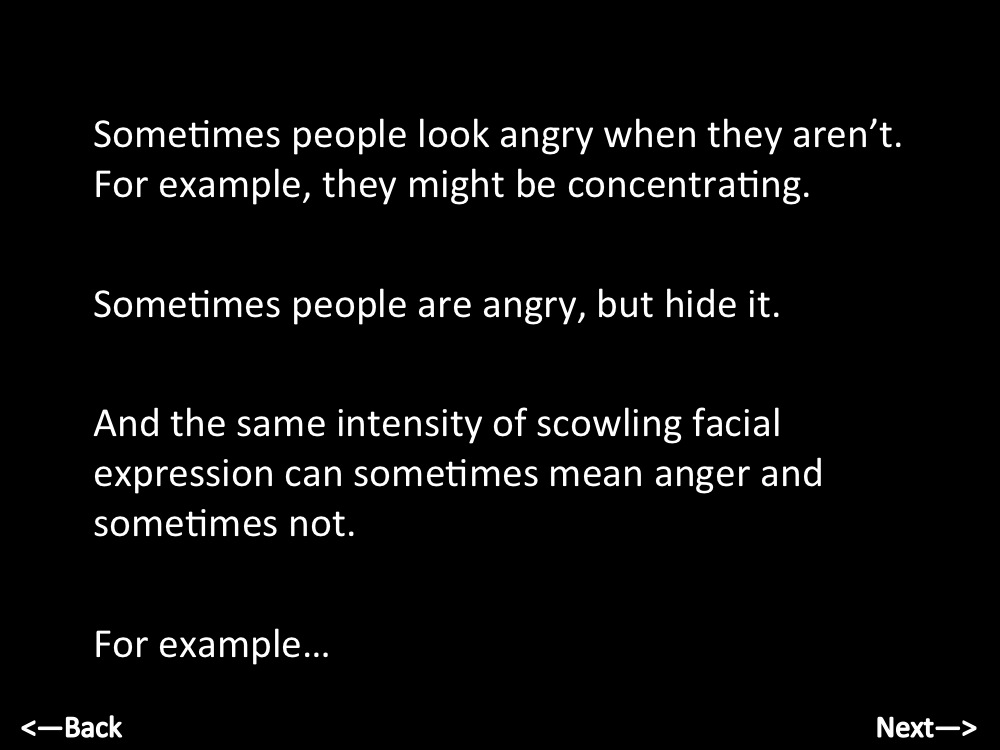 Sometimes people look angry when they aren’t.
For example, they might be concentrating.
Sometimes people are angry, but hide it.
And the same intensity of scowling facial
expression can sometimes mean anger and
sometimes not.
For example…
<—Back
Next—>